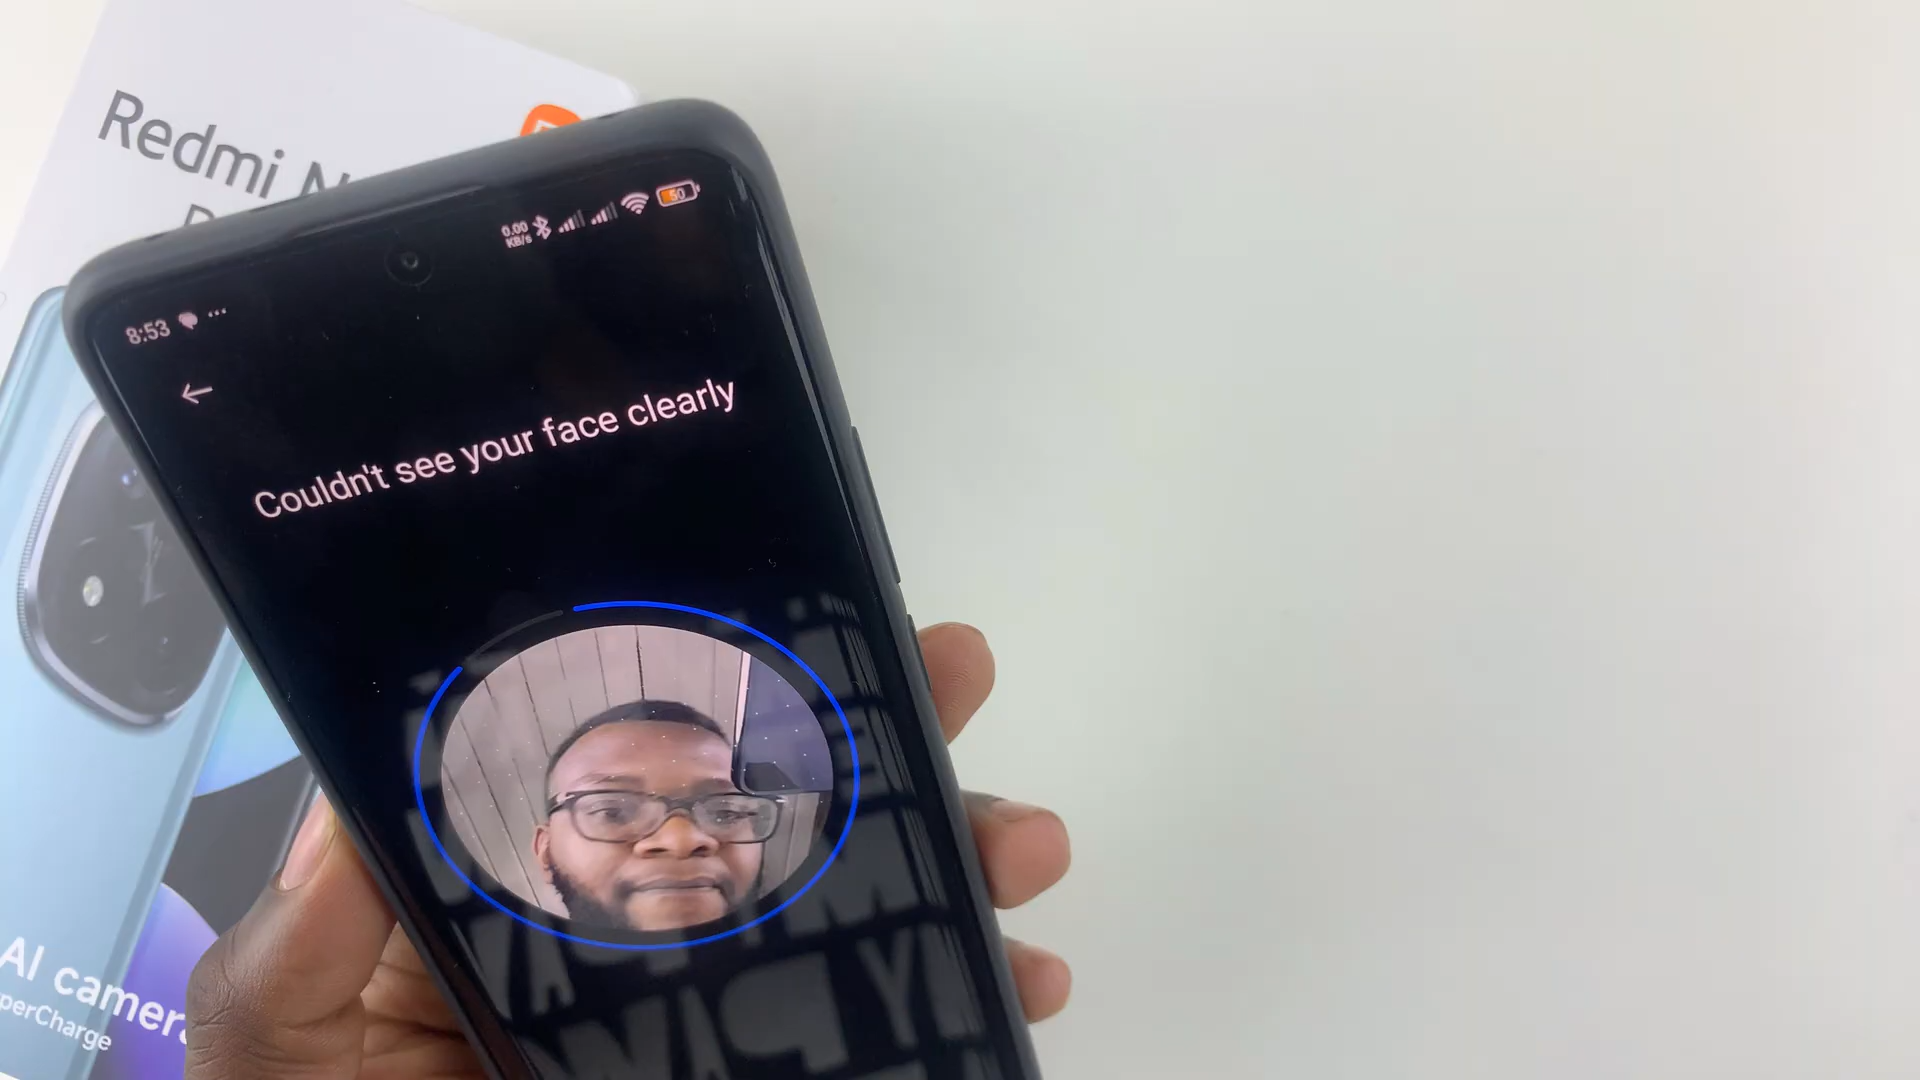 Redmi N
8:53
0.00
KB/s
50
Couldn't see your face clearly
AI camera
perCharge